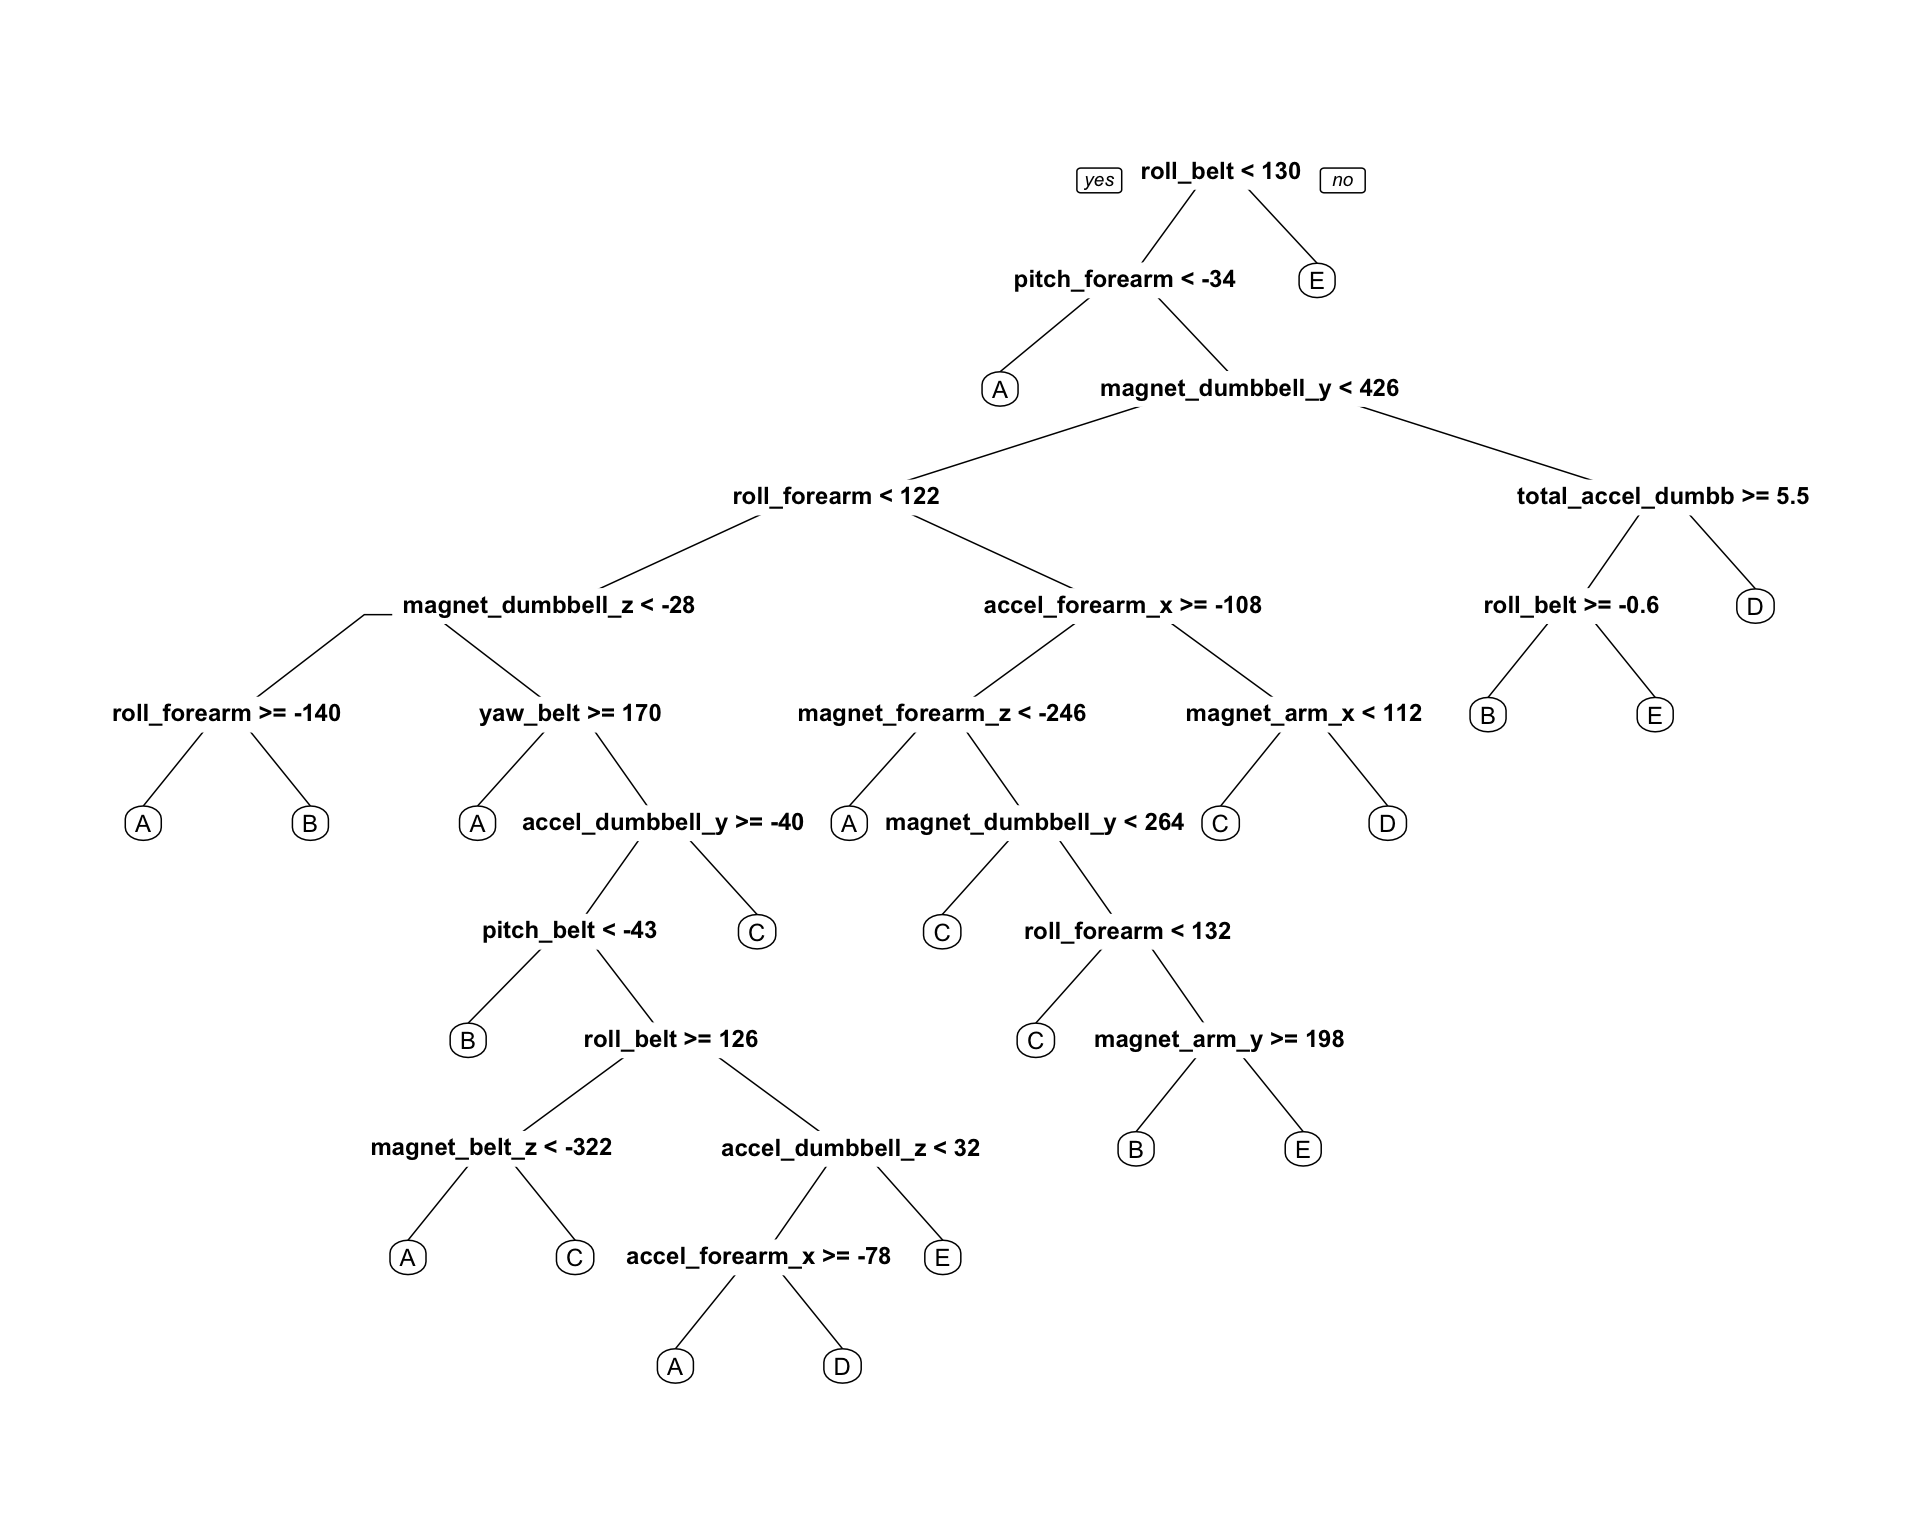 yes roll_belt < 130 no
pitch_forearm < -34 E
A magnet_dumbbell_y < 426
roll_forearm < 122 total_accel_dumbb >= 5.5
magnet_dumbbell_z < -28 accel_forearm_x >= -108 roll_belt >= -0.6 D
roll_forearm >= -140 yaw_belt >= 170 magnet_forearm_z < -246 magnet_arm_x < 112 B E
A B A accel_dumbbell_y >= -40 A magnet_dumbbell_y < 264 C D
pitch_belt < -43 C C roll_forearm < 132
B roll_belt >= 126 C magnet_arm_y >= 198
magnet_belt_z < -322 accel_dumbbell_z < 32 B E
A C accel_forearm_x >= -78 E
A D